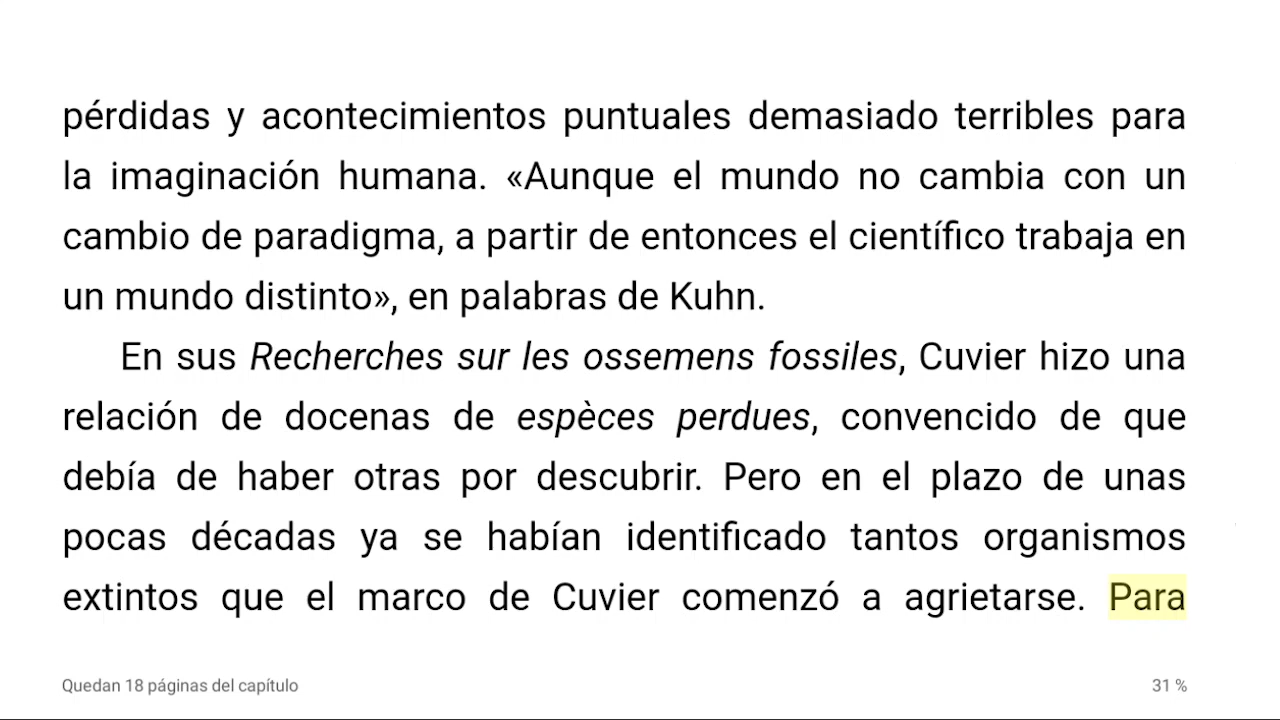 pérdidas y acontecimientos puntuales demasiado terribles para
la imaginación humana. «Aunque el mundo no cambia con un
cambio de paradigma, a partir de entonces el científico trabaja en
un mundo distinto», en palabras de Kuhn.
En sus Recherches sur les ossemens fossiles, Cuvier hizo una
relación de docenas de espèces perdues, convencido de que
debía de haber otras por descubrir. Pero en el plazo de unas
pocas décadas ya se habían identificado tantos organismos
extintos que el marco de Cuvier comenzó a agrietarse. Para
Quedan 18 páginas del capítulo
31 %